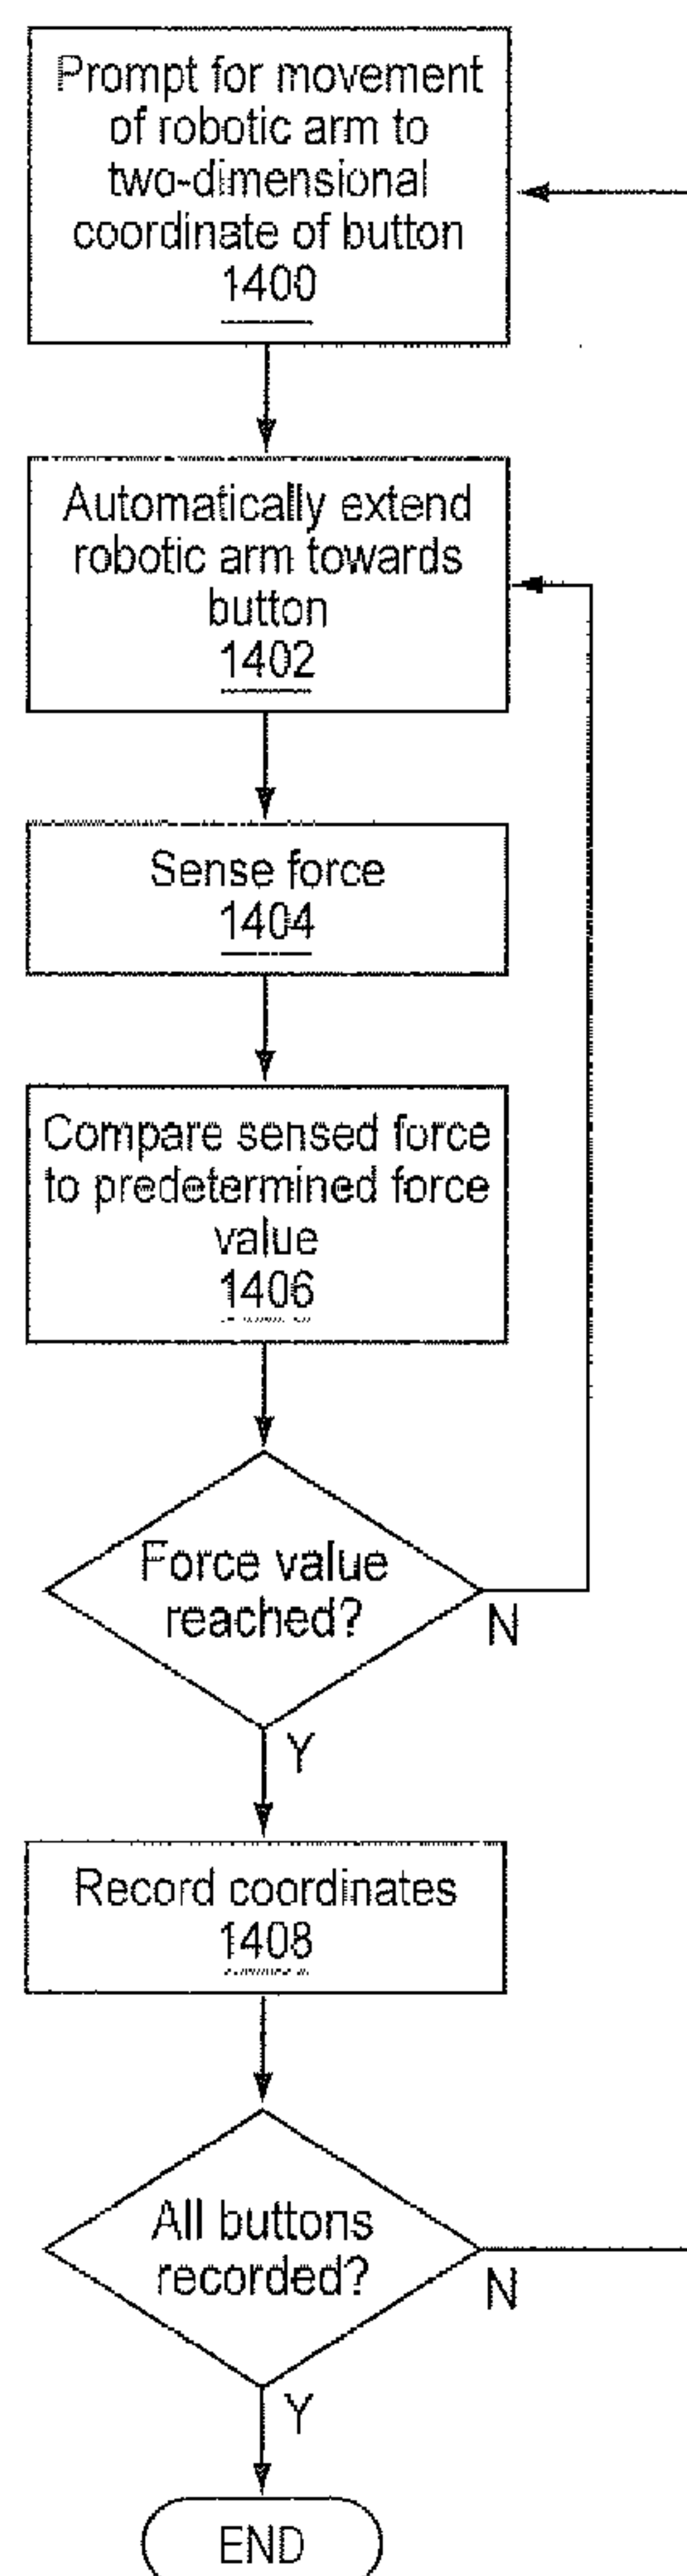 Prompt for movement
of robotic arm to
two-dimensional
coordinate of button
1400
Automatically extend
robotic arm towards
button
1402
Sense force
1404
Compare sensed force
to predetermined force
value
1406
Force value
reached?
N
Y
Record coordinates
1408
All buttons
recorded?
N
Y
END